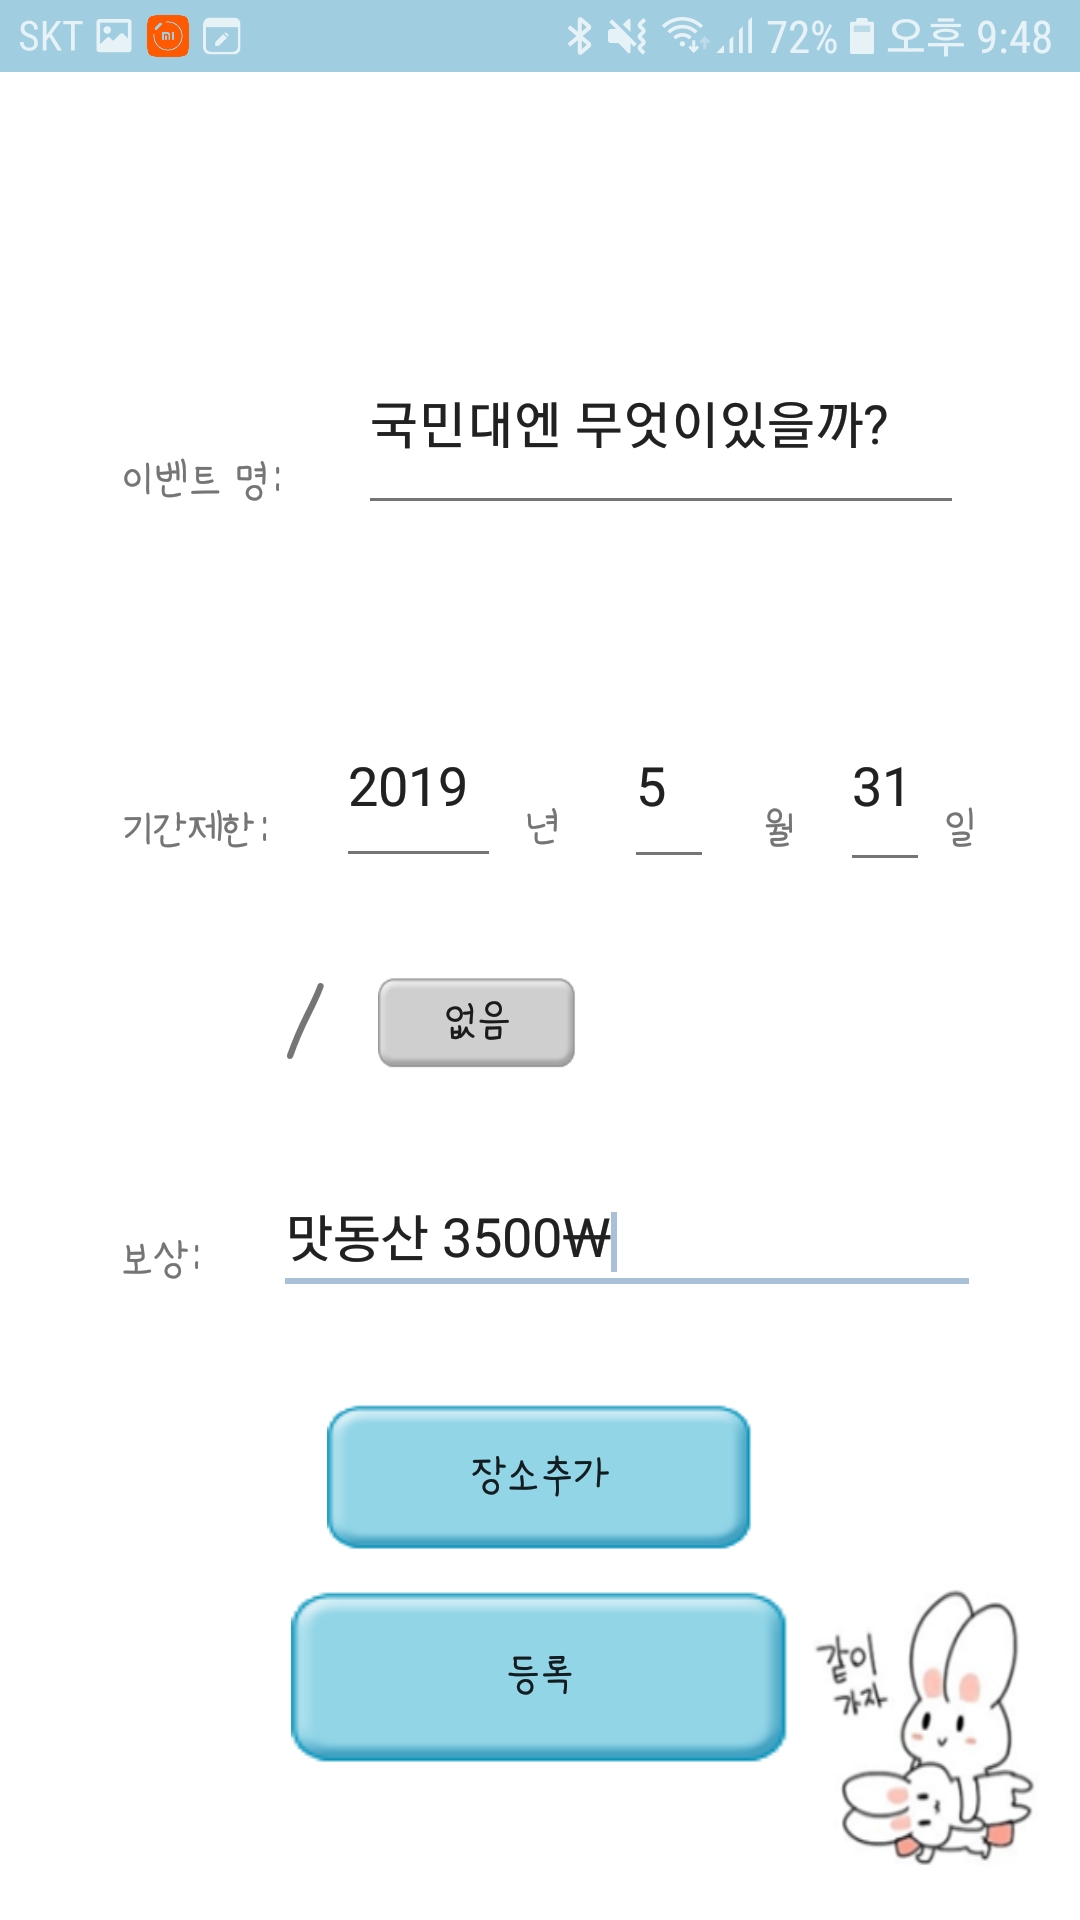 SKT 72% 오후 9:48
국민대엔 무엇이있을까?
이벤트 명:
기간제한: 2019 년 5 월 31 일
/ 없음
보상: 맛동산 3500₩
장소추가
등록
같이
가자